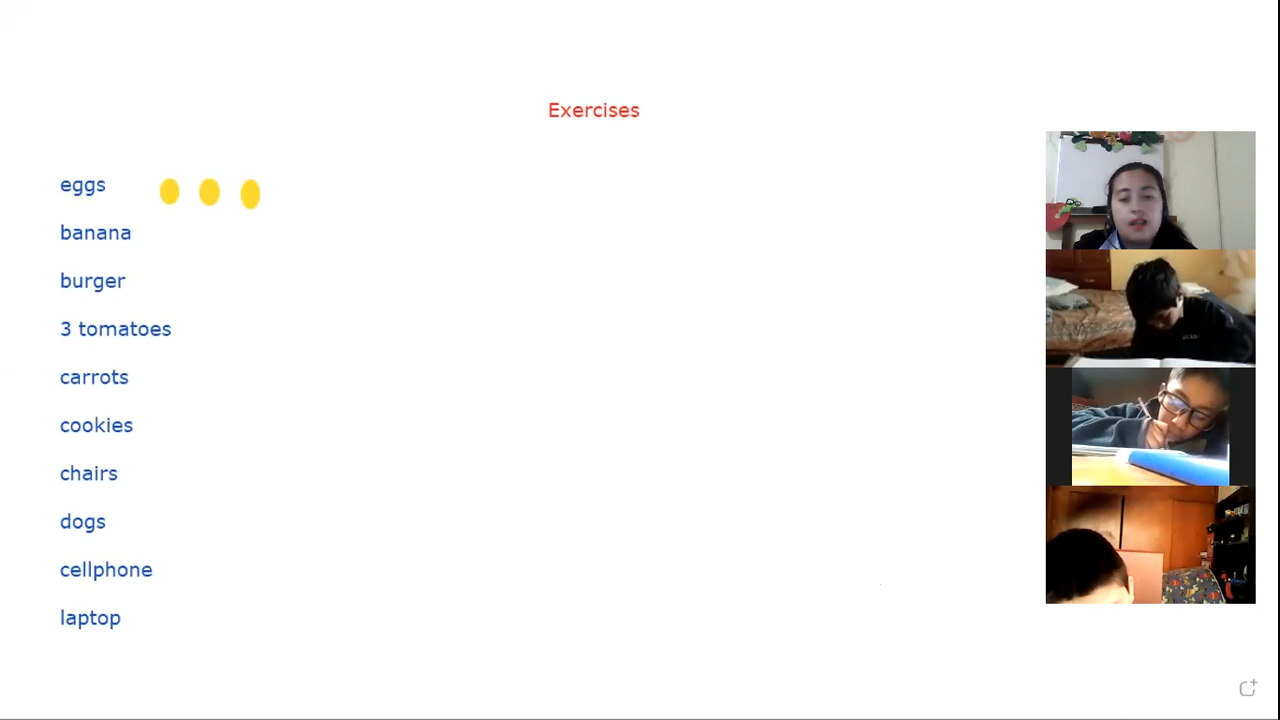 Exercises
eggs
banana
burger
3 tomatoes
carrots
cookies
chairs
dogs
cellphone
laptop